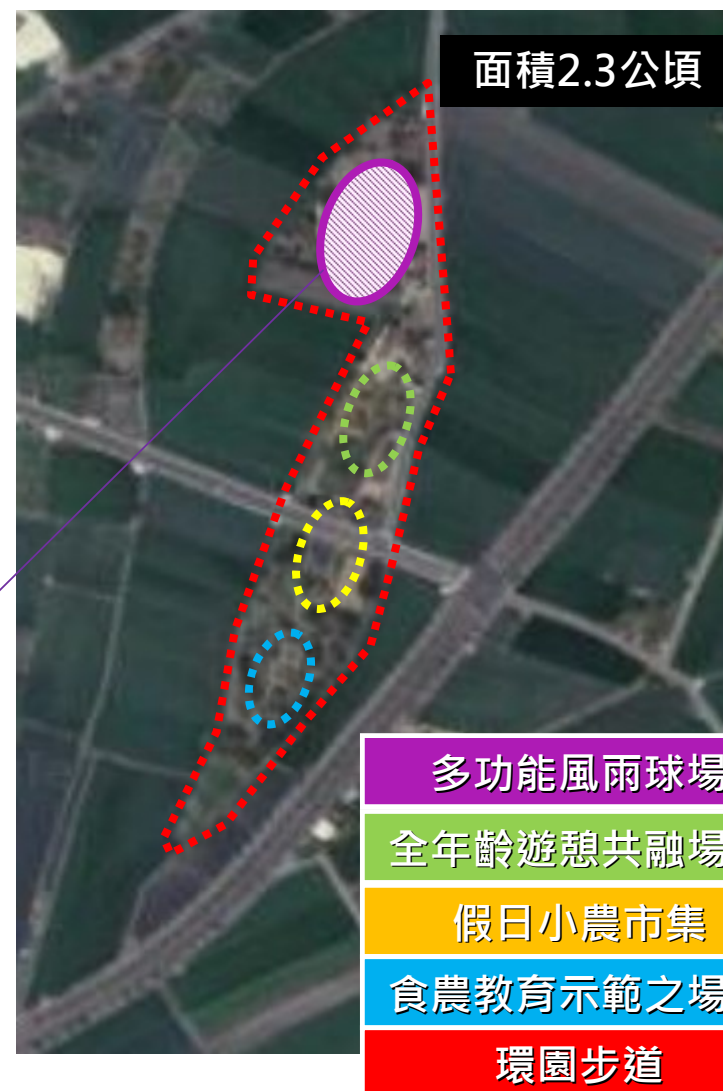 面積2.3公頃
多功能風雨球場
全年齡遊憩共融場
假日小農市集
食農教育示範之場
環園步道